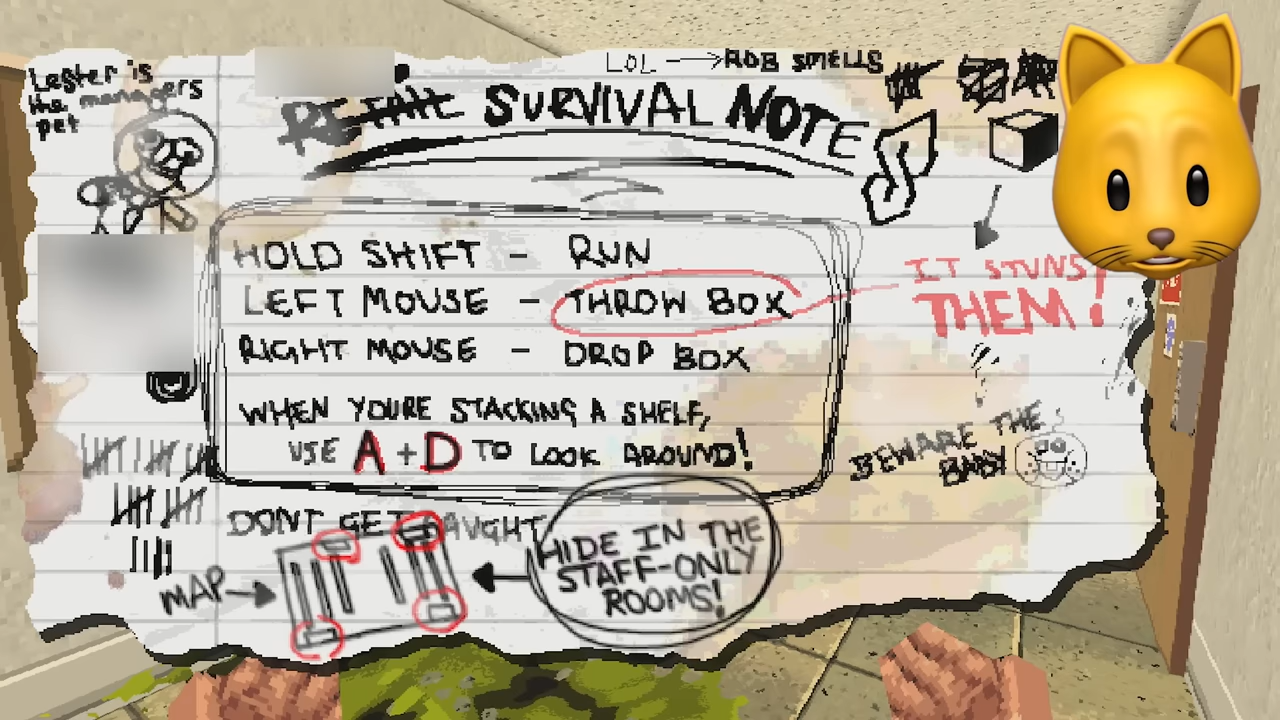 Lester is
the managers
pet
LOL → ROB SMELLS
RETAIL SURVIVAL NOTE
HOLD SHIFT - RUN
LEFT MOUSE - THROW BOX
RIGHT MOUSE - DROP BOX
WHEN YOURE STACKING A SHELF,
USE A + D TO LOOK AROUND!
IT STUNS
THEM!
BEWARE THE
BABY
DONT GET CAUGHT
HIDE IN THE
STAFF-ONLY
ROOMS!
MAP